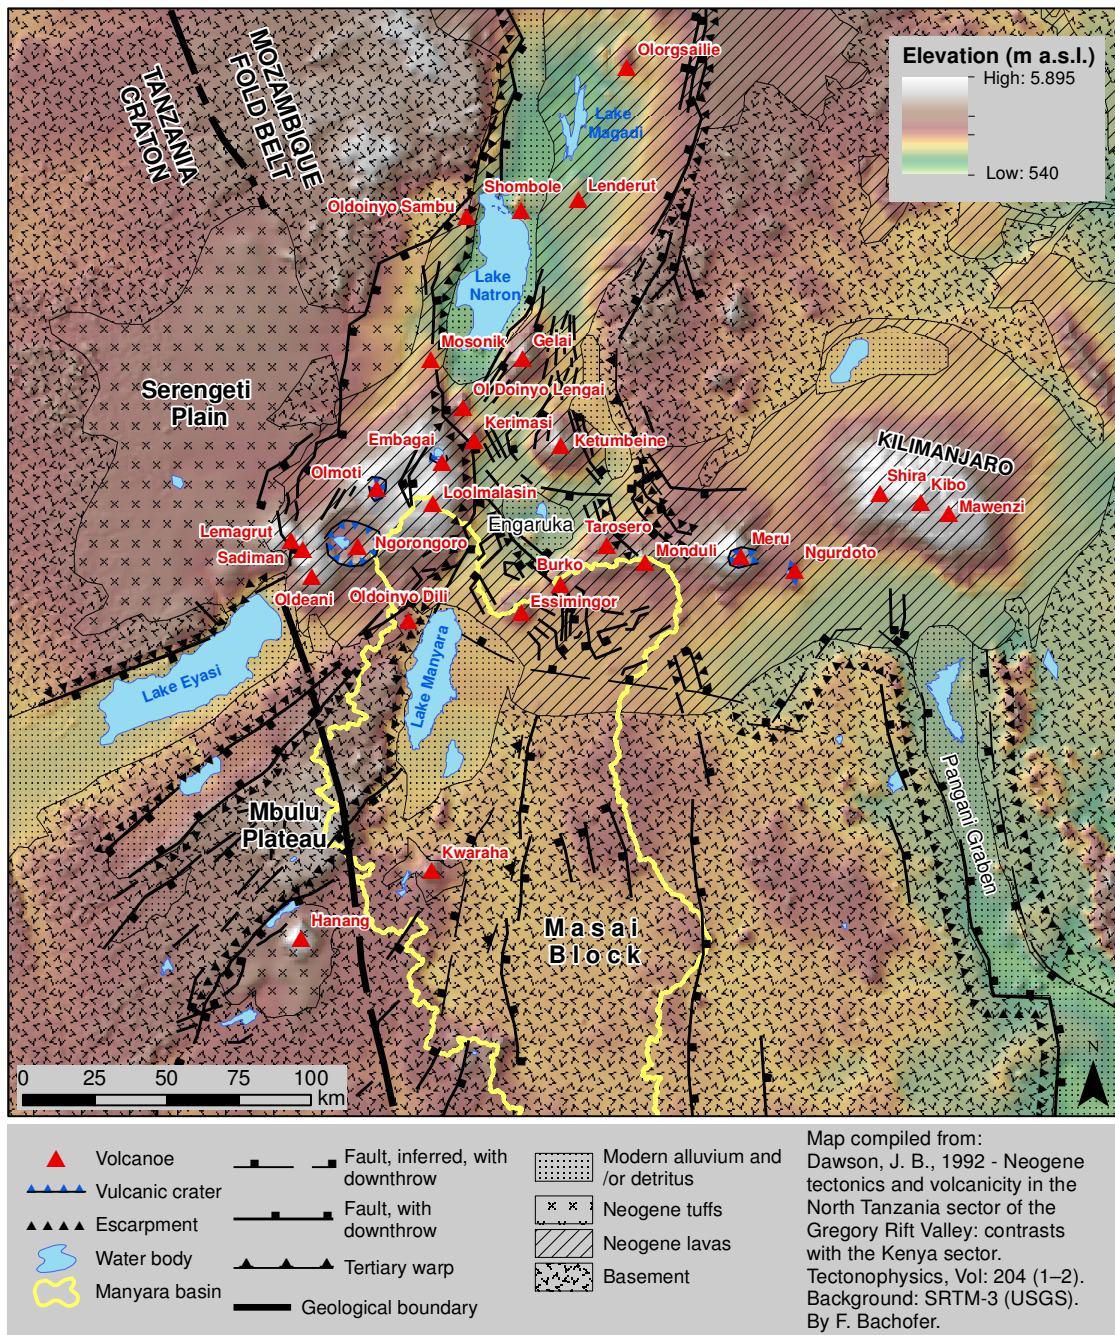 Olorgsailie
Elevation (m a.s.l.)
High: 5.895
Low: 540
MOZAMBIQUE
FOLD BELT
TANZANIA
CRATON
Lake
Magadi
Shombole
Lenderut
Oldoinyo Sambu
Lake
Natron
Mosonik
Gelai
Serengeti
Plain
Ol Doinyo Lengai
Kerimasi
Embagai
Ketumbeine
KILIMANJARO
Olmoti
Shira
Kibo
Mawenzi
Loolmalasin
Engaruka
Lemagrut
Tarosero
Ngorongoro
Monduli
Meru
Sadiman
Burko
Ngurdoto
Oldeani
Oldoinyo Dili
Essimingor
Lake Eyasi
Lake Manyara
Mbulu
Plateau
Pangani Graben
Kwaraha
Hanang
Masai
Block
N
0 25 50 75 100
km
Volcanoe
Vulcanic crater
Escarpment
Water body
Manyara basin
Fault, inferred, with
downthrow
Fault, with
downthrow
Tertiary warp
Geological boundary
Modern alluvium and
/or detritus
Neogene tuffs
Neogene lavas
Basement
Map compiled from:
Dawson, J. B., 1992 - Neogene
tectonics and volcanicity in the
North Tanzania sector of the
Gregory Rift Valley: contrasts
with the Kenya sector.
Tectonophysics, Vol: 204 (1–2).
Background: SRTM-3 (USGS).
By F. Bachofer.